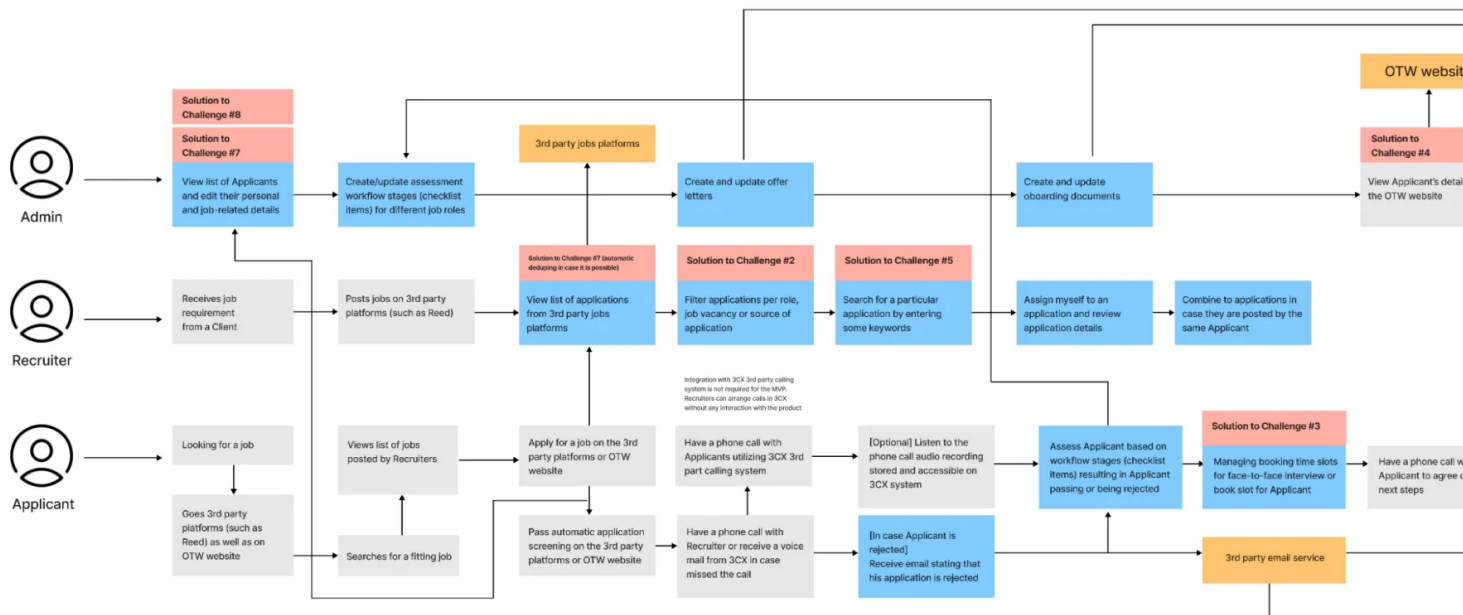 OTW websit
Solution to
Challenge #8
Solution to
Challenge #7
View list of Applicants
and edit their personal
and job-related details
Create/update assessment
workflow stages (checklist
items) for different job roles
3rd party jobs platforms
Create and update offer
letters
Create and update
oboarding documents
Solution to
Challenge #4
View Applicant's detai
the OTW website
Admin
Receives job
requirement
from a Client
Posts jobs on 3rd party
platforms (such as Reed)
Solution to Challenge #7 (automatic
deduping in case it is possible)
View list of applications
from 3rd party jobs
platforms
Solution to Challenge #2
Filter applications per role,
job vacancy or source of
application
Solution to Challenge #5
Search for a particular
application by entering
some keywords
Assign myself to an
application and review
application details
Combine to applications in
case they are posted by the
same Applicant
Recruiter
Integration with 3CX 3rd party calling
system is not required for the MVP.
Recruiters can arrange calls in 3CX
without any interaction with the product
Looking for a job
Views list of jobs
posted by Recruiters
Apply for a job on the 3rd
party platforms or OTW
website
Have a phone call with
Applicants utilizing 3CX 3rd
part calling system
[Optional] Listen to the
phone call audio recording
stored and accessible on
3CX system
Assess Applicant based on
workflow stages (checklist
items) resulting in Applicant
passing or being rejected
Solution to Challenge #3
Managing booking time slots
for face-to-face interview or
book slot for Applicant
Have a phone call w
Applicant to agree o
next steps
Applicant
Goes 3rd party
platforms (such as
Reed) as well as on
OTW website
Searches for a fitting job
Pass automatic application
screening on the 3rd party
platforms or OTW website
Have a phone call with
Recruiter or receive a voice
mail from 3CX in case
missed the call
[In case Applicant is
rejected]
Receive email stating that
his application is rejected
3rd party email service